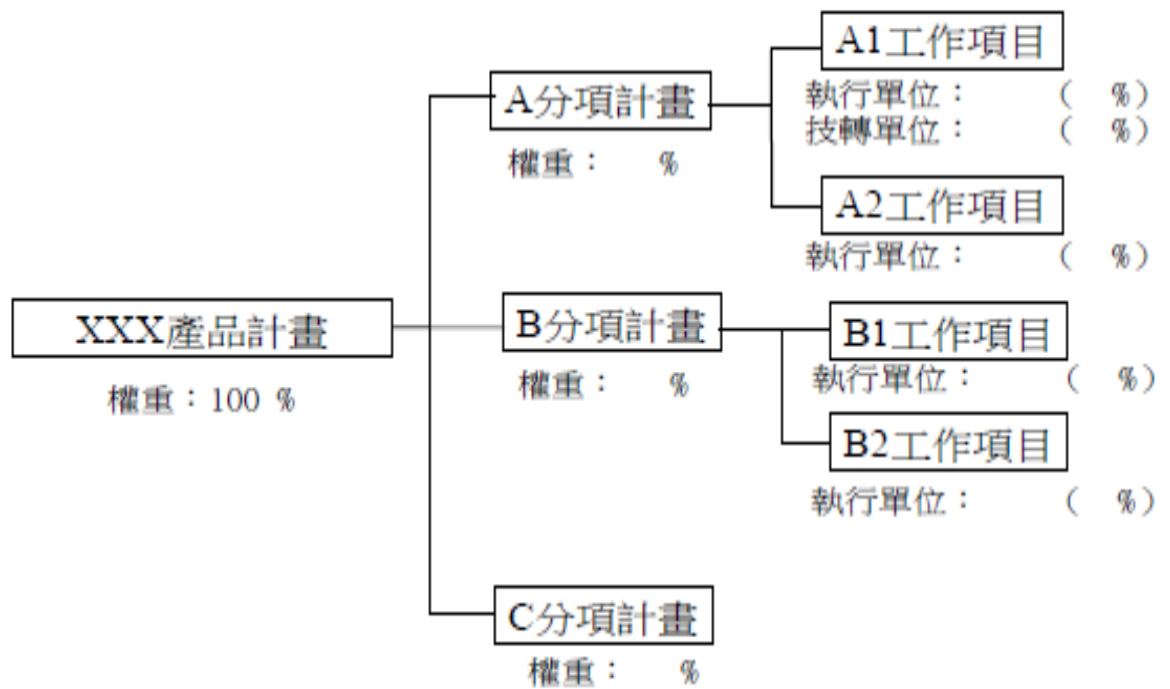 A1工作項目
執行單位： （ %）
技轉單位： （ %）
A分項計畫
權重： %
A2工作項目
執行單位： （ %）
XXX產品計畫
權重：100 %
B分項計畫
權重： %
B1工作項目
執行單位： （ %）
B2工作項目
執行單位： （ %）
C分項計畫
權重： %